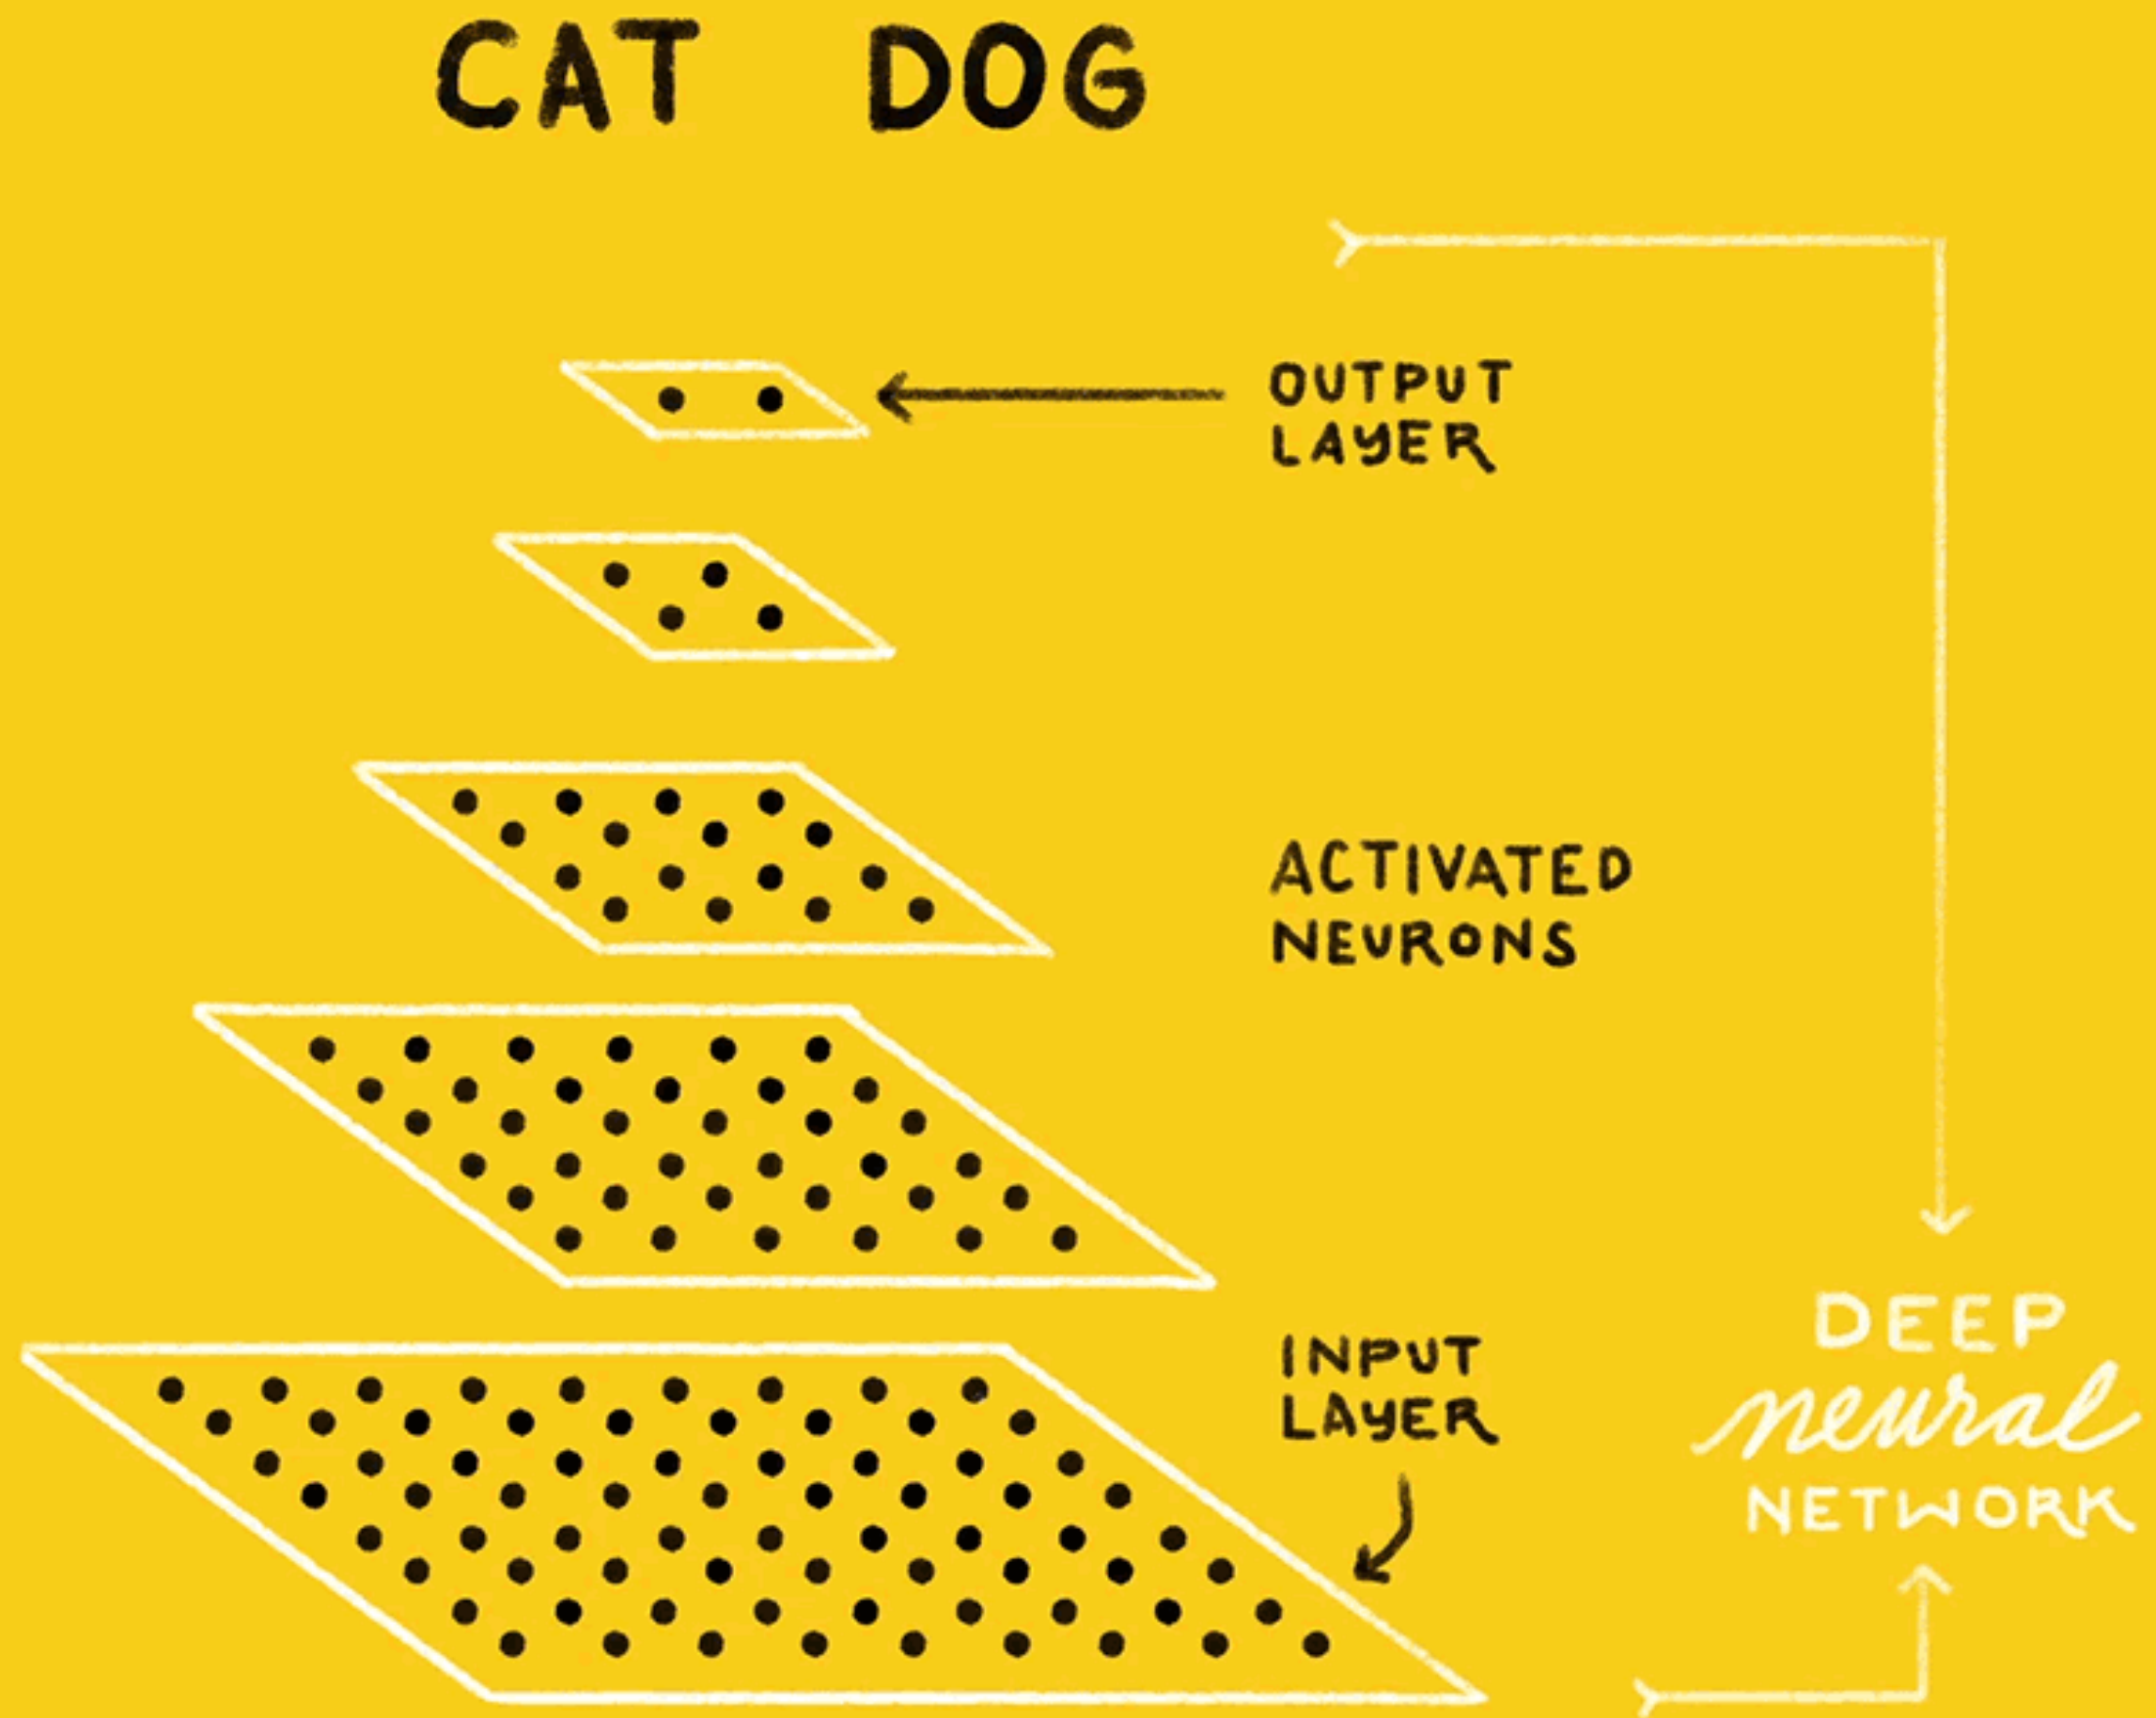 CAT DOG
OUTPUT
LAYER
ACTIVATED
NEURONS
INPUT
LAYER
DEEP
neural
NETWORK